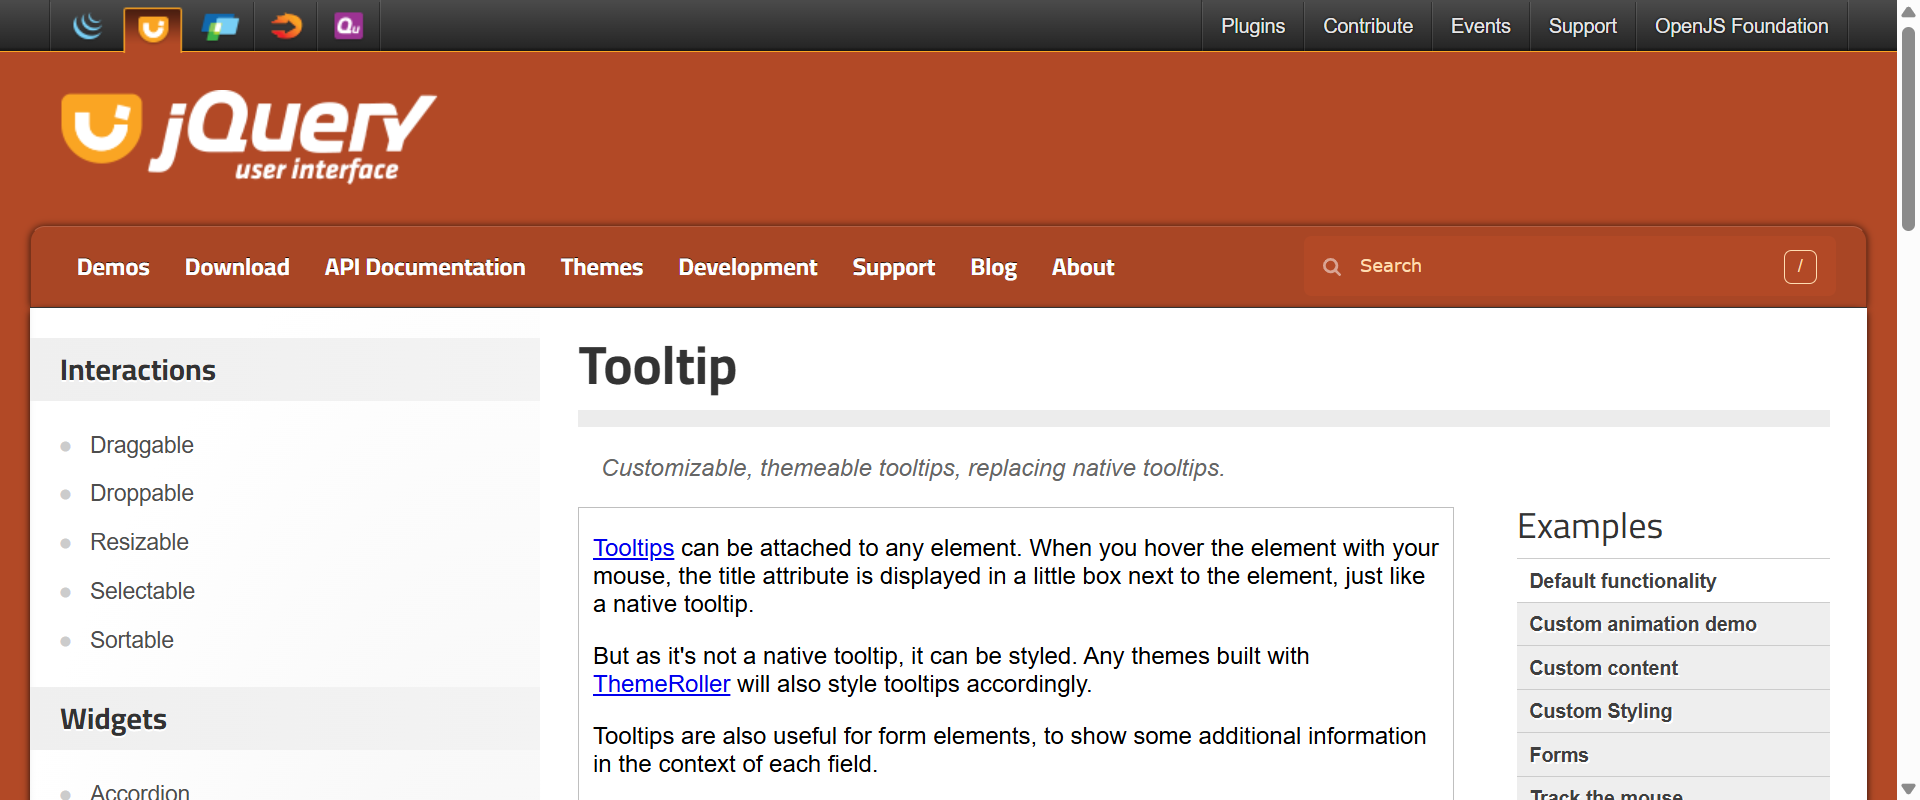 Qu
Plugins
Contribute
Events
Support
OpenJS Foundation
jQuery
user interface
Demos
Download
API Documentation
Themes
Development
Support
Blog
About
Search
/
Interactions
Draggable
Droppable
Resizable
Selectable
Sortable
Widgets
Accordion
Tooltip
Customizable, themeable tooltips, replacing native tooltips.
Tooltips can be attached to any element. When you hover the element with your
mouse, the title attribute is displayed in a little box next to the element, just like
a native tooltip.
But as it's not a native tooltip, it can be styled. Any themes built with
ThemeRoller will also style tooltips accordingly.
Tooltips are also useful for form elements, to show some additional information
in the context of each field.
Examples
Default functionality
Custom animation demo
Custom content
Custom Styling
Forms
Track the mouse